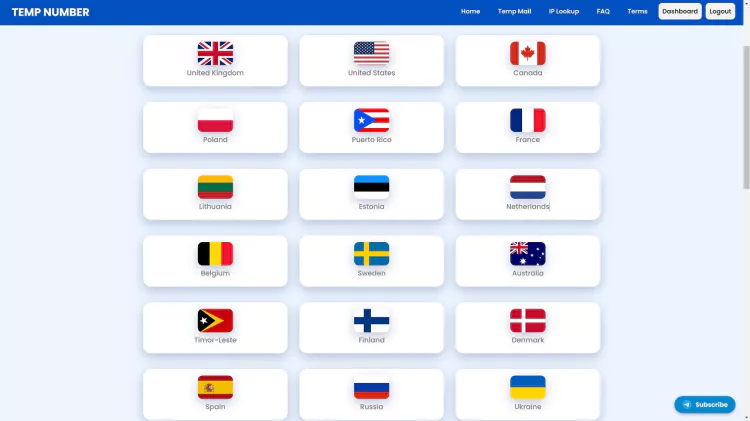 TEMP NUMBER
Home Temp Mail IP Lookup FAQ Terms Dashboard Logout
United Kingdom United States Canada
Poland Puerto Rico France
Lithuania Estonia Netherlands
Belgium Sweden Australia
Timor-Leste Finland Denmark
Spain Russia Ukraine
Subscribe